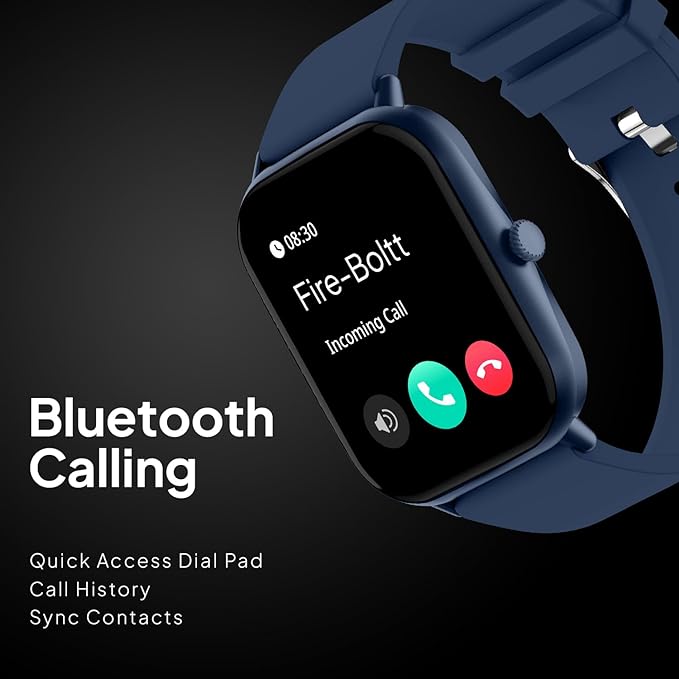 08:30
Fire-Boltt
Incoming Call
Bluetooth
Calling
Quick Access Dial Pad
Call History
Sync Contacts